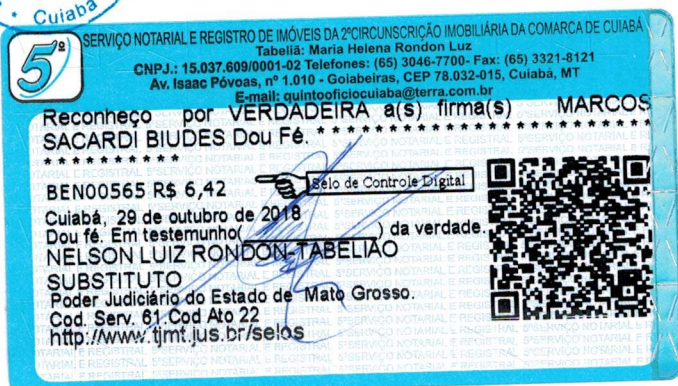 Cuiabá
5º
SERVIÇO NOTARIAL E REGISTRO DE IMÓVEIS DA 2ºCIRCUNSCRIÇÃO IMOBILIÁRIA DA COMARCA DE CUIABÁ
Tabeliã: Maria Helena Rondon Luz
CNPJ.: 15.037.609/0001-02 Telefones: (65) 3046-7700- Fax: (65) 3321-8121
Av. Isaac Póvoas, nº 1.010 - Goiabeiras, CEP 78.032-015, Cuiabá, MT
E-mail: quintooficiocuiaba@terra.com.br
Reconheço por VERDADEIRA a(s) firma(s) MARCOS
SACARDI BIUDES Dou Fé. * * * * * * * * * * * * * * * * * * * * * *
* * * * * * * * * *
BEN00565 R$ 6,42 Selo de Controle Digital
Cuiabá, 29 de outubro de 2018
Dou fé. Em testemunho(____________) da verdade.
NELSON LUIZ RONDON-TABELIÃO
SUBSTITUTO
Poder Judiciário do Estado de Mato Grosso.
Cod. Serv. 61 Cod Ato 22
http://www.tjmt.jus.br/selos